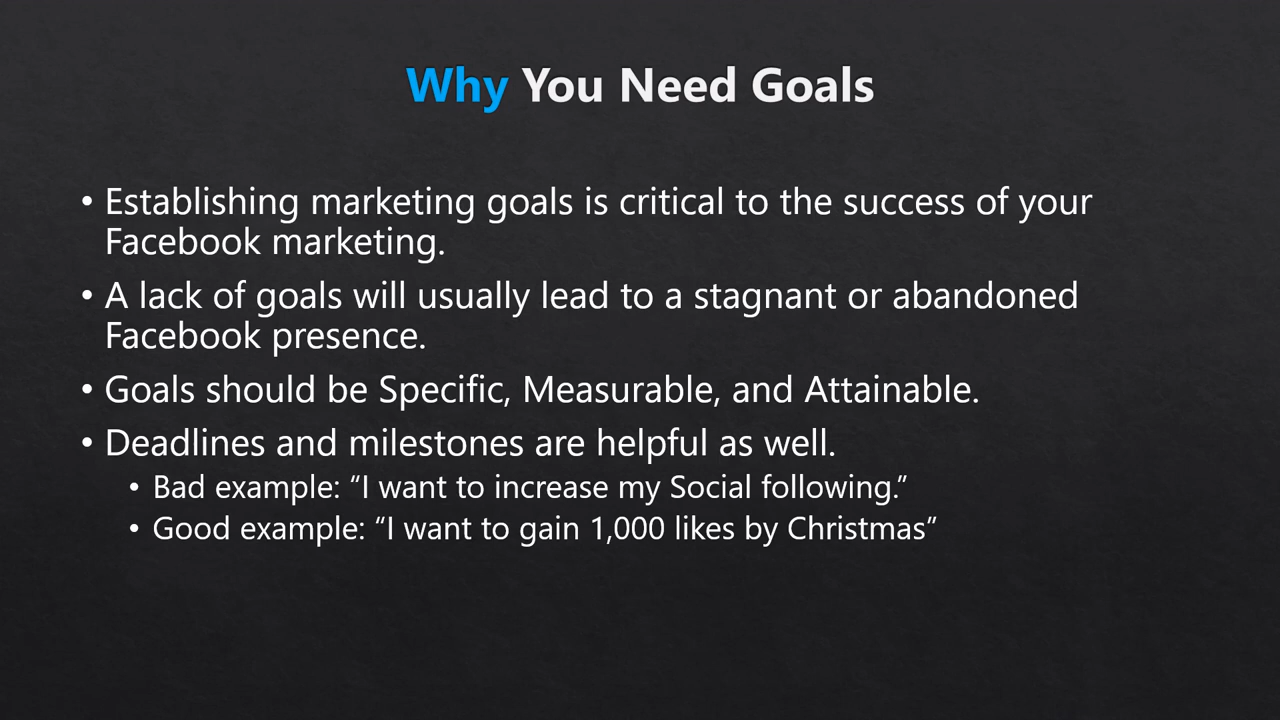 Why You Need Goals
• Establishing marketing goals is critical to the success of your
Facebook marketing.
• A lack of goals will usually lead to a stagnant or abandoned
Facebook presence.
• Goals should be Specific, Measurable, and Attainable.
• Deadlines and milestones are helpful as well.
• Bad example: “I want to increase my Social following.”
• Good example: “I want to gain 1,000 likes by Christmas”